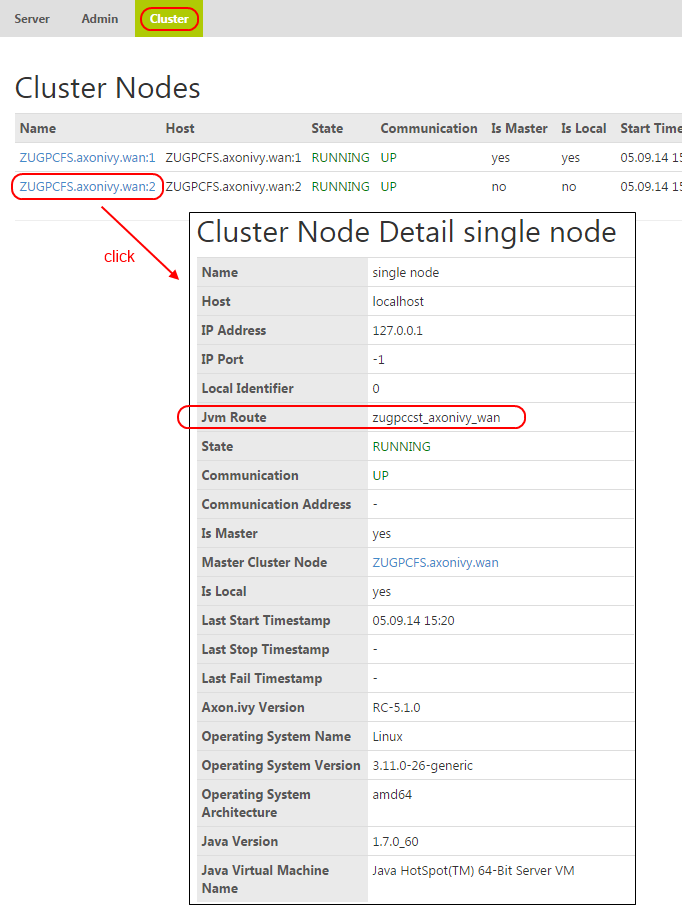 Server Admin Cluster
Cluster Nodes
Name Host State Communication Is Master Is Local Start Time
ZUGPCFS.axonivy.wan:1 ZUGPCFS.axonivy.wan:1 RUNNING UP yes yes 05.09.14 15
ZUGPCFS.axonivy.wan:2 ZUGPCFS.axonivy.wan:2 RUNNING UP no no 05.09.14 15
click
Cluster Node Detail single node
Name single node
Host localhost
IP Address 127.0.0.1
IP Port -1
Local Identifier 0
Jvm Route zugpccst_axonivy_wan
State RUNNING
Communication UP
Communication Address -
Is Master yes
Master Cluster Node ZUGPCFS.axonivy.wan
Is Local yes
Last Start Timestamp 05.09.14 15:20
Last Stop Timestamp -
Last Fail Timestamp -
Axon.ivy Version RC-5.1.0
Operating System Name Linux
Operating System Version 3.11.0-26-generic
Operating System amd64
Architecture
Java Version 1.7.0_60
Java Virtual Machine Java HotSpot(TM) 64-Bit Server VM
Name